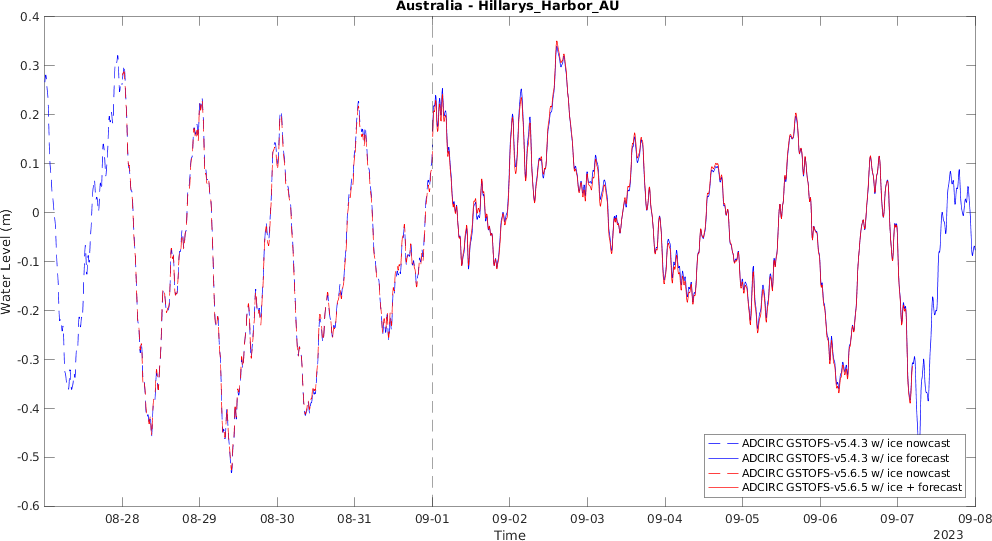 Australia - Hillarys_Harbor_AU
Water Level (m)
0.4
0.3
0.2
0.1
0
-0.1
-0.2
-0.3
-0.4
-0.5
-0.6
ADCIRC GSTOFS-v5.4.3 w/ ice nowcast
ADCIRC GSTOFS-v5.4.3 w/ ice forecast
ADCIRC GSTOFS-v5.6.5 w/ ice nowcast
ADCIRC GSTOFS-v5.6.5 w/ ice + forecast
08-28 08-29 08-30 08-31 09-01 09-02 09-03 09-04 09-05 09-06 09-07 09-08
Time
2023